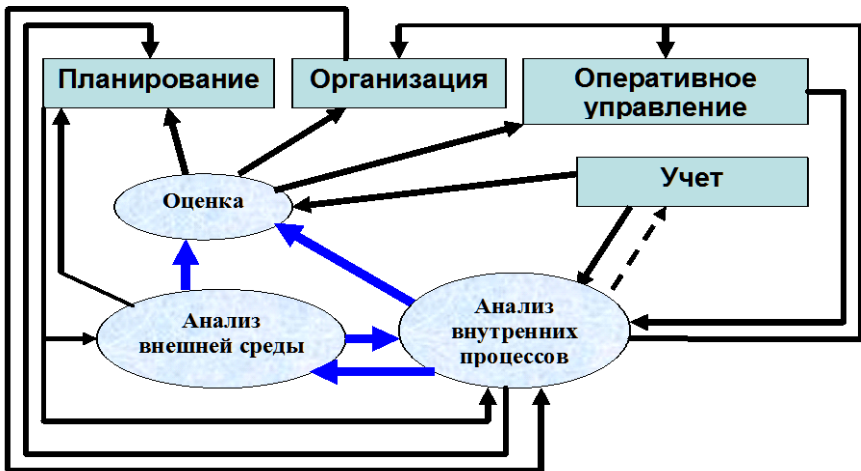 Планирование
Организация
Оперативное
управление
Учет
Оценка
Анализ
внешней среды
Анализ
внутренних
процессов